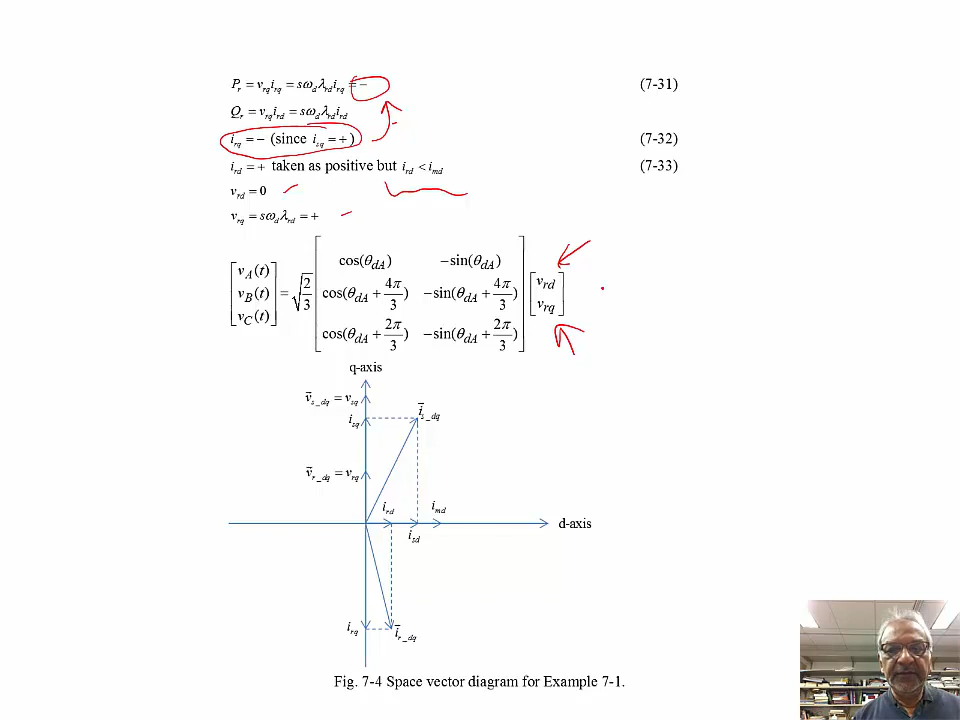 P_r = v_rq i_rq = sω_d λ_rd i_rq = − (7-31)
Q_r = v_rq i_rd = sω_d λ_rd i_rd
i_rq = − (since i_sq = +) (7-32)
i_rd = + taken as positive but i_rd < i_md (7-33)
v_rd = 0
v_rq = sω_d λ_rd = +
[v_A(t) v_B(t) v_C(t)] = √(2/3) [cos(θ_dA) −sin(θ_dA)
cos(θ_dA + 4π/3) −sin(θ_dA + 4π/3)
cos(θ_dA + 2π/3) −sin(θ_dA + 2π/3)] [v_rd v_rq]
q-axis
v̄_s_dq = v_sq
i_sq
ī_s_dq
v̄_r_dq = v_rq
i_rd
i_md
d-axis
i_sd
i_rq
ī_r_dq
Fig. 7-4 Space vector diagram for Example 7-1.